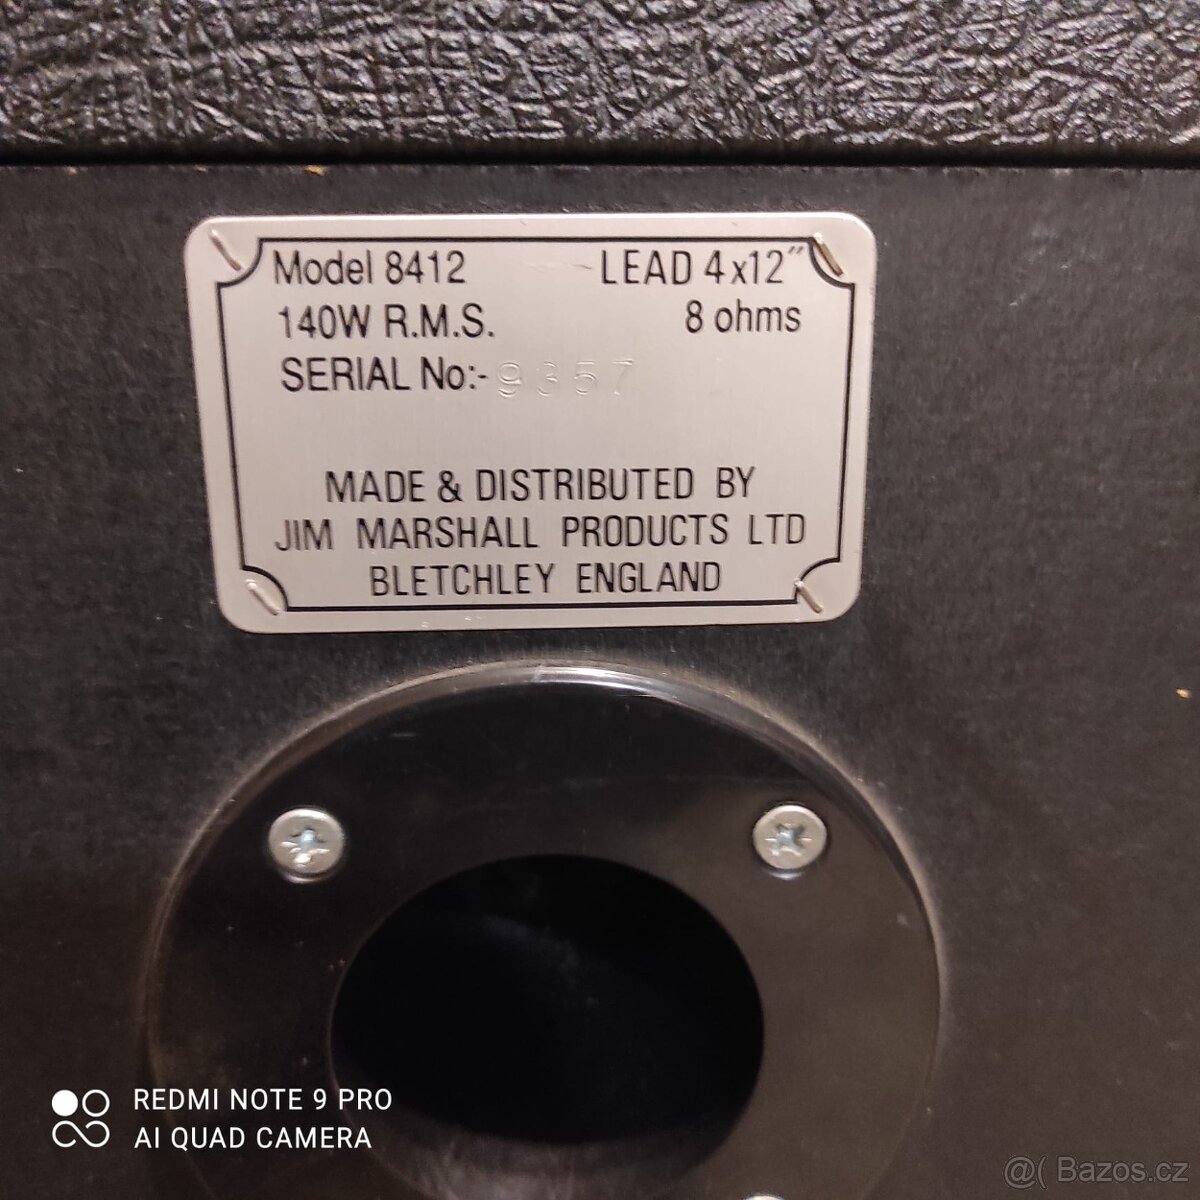 Model 8412 LEAD 4x12"
140W R.M.S. 8 ohms
SERIAL No:- 9357
MADE & DISTRIBUTED BY
JIM MARSHALL PRODUCTS LTD
BLETCHLEY ENGLAND
REDMI NOTE 9 PRO
AI QUAD CAMERA
@( Bazos.cz